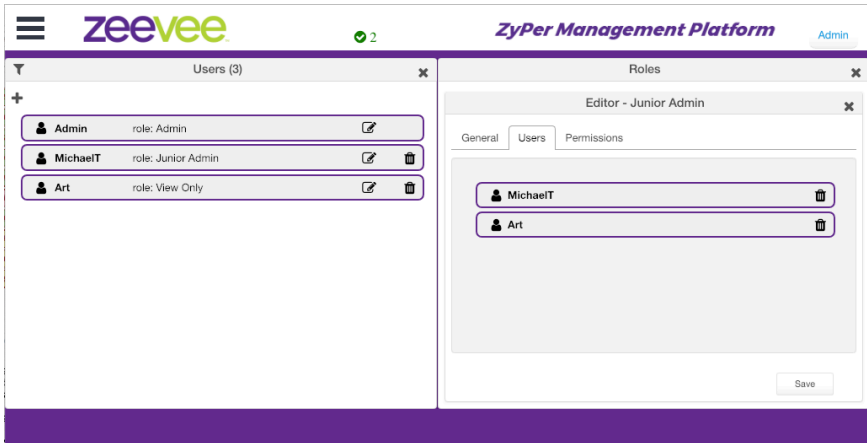 zeevee
2
ZyPer Management Platform
Admin
Users (3)
Admin role: Admin
MichaelT role: Junior Admin
Art role: View Only
Roles
Editor - Junior Admin
General Users Permissions
MichaelT
Art
Save